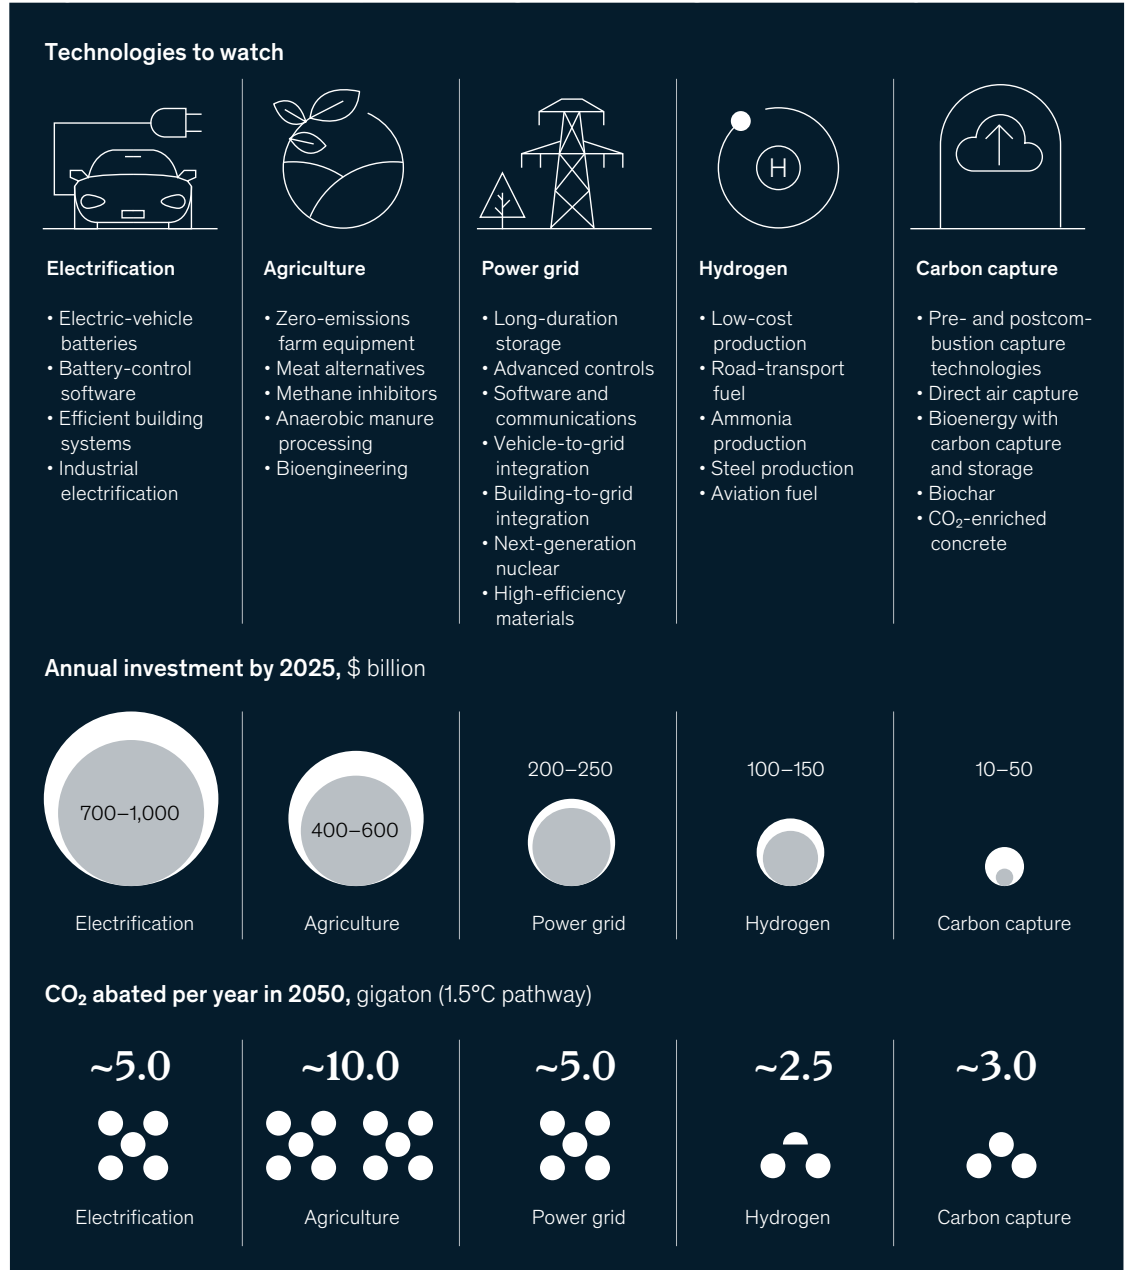 Technologies to watch
H
Electrification
• Electric-vehicle
batteries
• Battery-control
software
• Efficient building
systems
• Industrial
electrification
Agriculture
• Zero-emissions
farm equipment
• Meat alternatives
• Methane inhibitors
• Anaerobic manure
processing
• Bioengineering
Power grid
• Long-duration
storage
• Advanced controls
• Software and
communications
• Vehicle-to-grid
integration
• Building-to-grid
integration
• Next-generation
nuclear
• High-efficiency
materials
Hydrogen
• Low-cost
production
• Road-transport
fuel
• Ammonia
production
• Steel production
• Aviation fuel
Carbon capture
• Pre- and postcom-
bustion capture
technologies
• Direct air capture
• Bioenergy with
carbon capture
and storage
• Biochar
• CO₂-enriched
concrete
Annual investment by 2025, $ billion
700–1,000
Electrification
400–600
Agriculture
200–250
Power grid
100–150
Hydrogen
10–50
Carbon capture
CO₂ abated per year in 2050, gigaton (1.5°C pathway)
~5.0
Electrification
~10.0
Agriculture
~5.0
Power grid
~2.5
Hydrogen
~3.0
Carbon capture